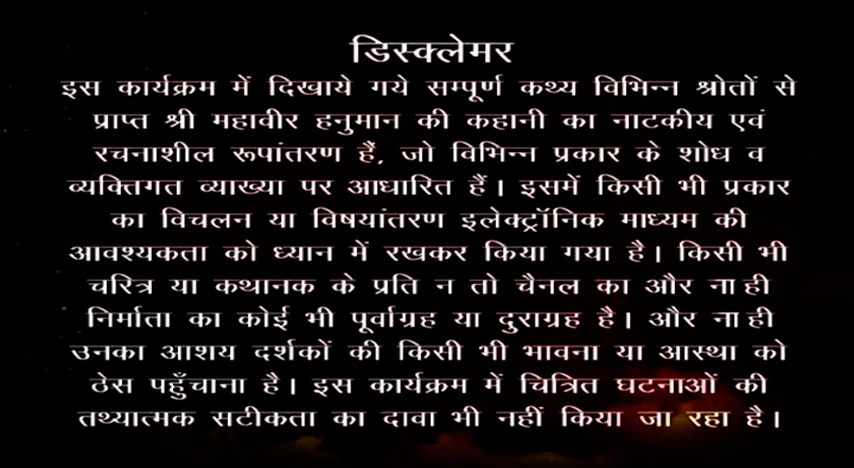 डिस्क्लेमर
इस कार्यक्रम में दिखाये गये सम्पूर्ण कथ्य विभिन्न श्रोतों से
प्राप्त श्री महावीर हनुमान की कहानी का नाटकीय एवं
रचनाशील रूपांतरण हैं, जो विभिन्न प्रकार के शोध व
व्यक्तिगत व्याख्या पर आधारित हैं। इसमें किसी भी प्रकार
का विचलन या विषयांतरण इलेक्ट्रॉनिक माध्यम की
आवश्यकता को ध्यान में रखकर किया गया है। किसी भी
चरित्र या कथानक के प्रति न तो चैनल का और ना ही
निर्माता का कोई भी पूर्वाग्रह या दुराग्रह है। और ना ही
उनका आशय दर्शकों की किसी भी भावना या आस्था को
ठेस पहुँचाना है। इस कार्यक्रम में चित्रित घटनाओं की
तथ्यात्मक सटीकता का दावा भी नहीं किया जा रहा है।